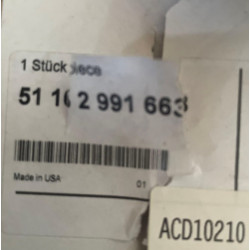 1 Stück piece
51 16 2 991 663
Made in USA
01
ACD10210